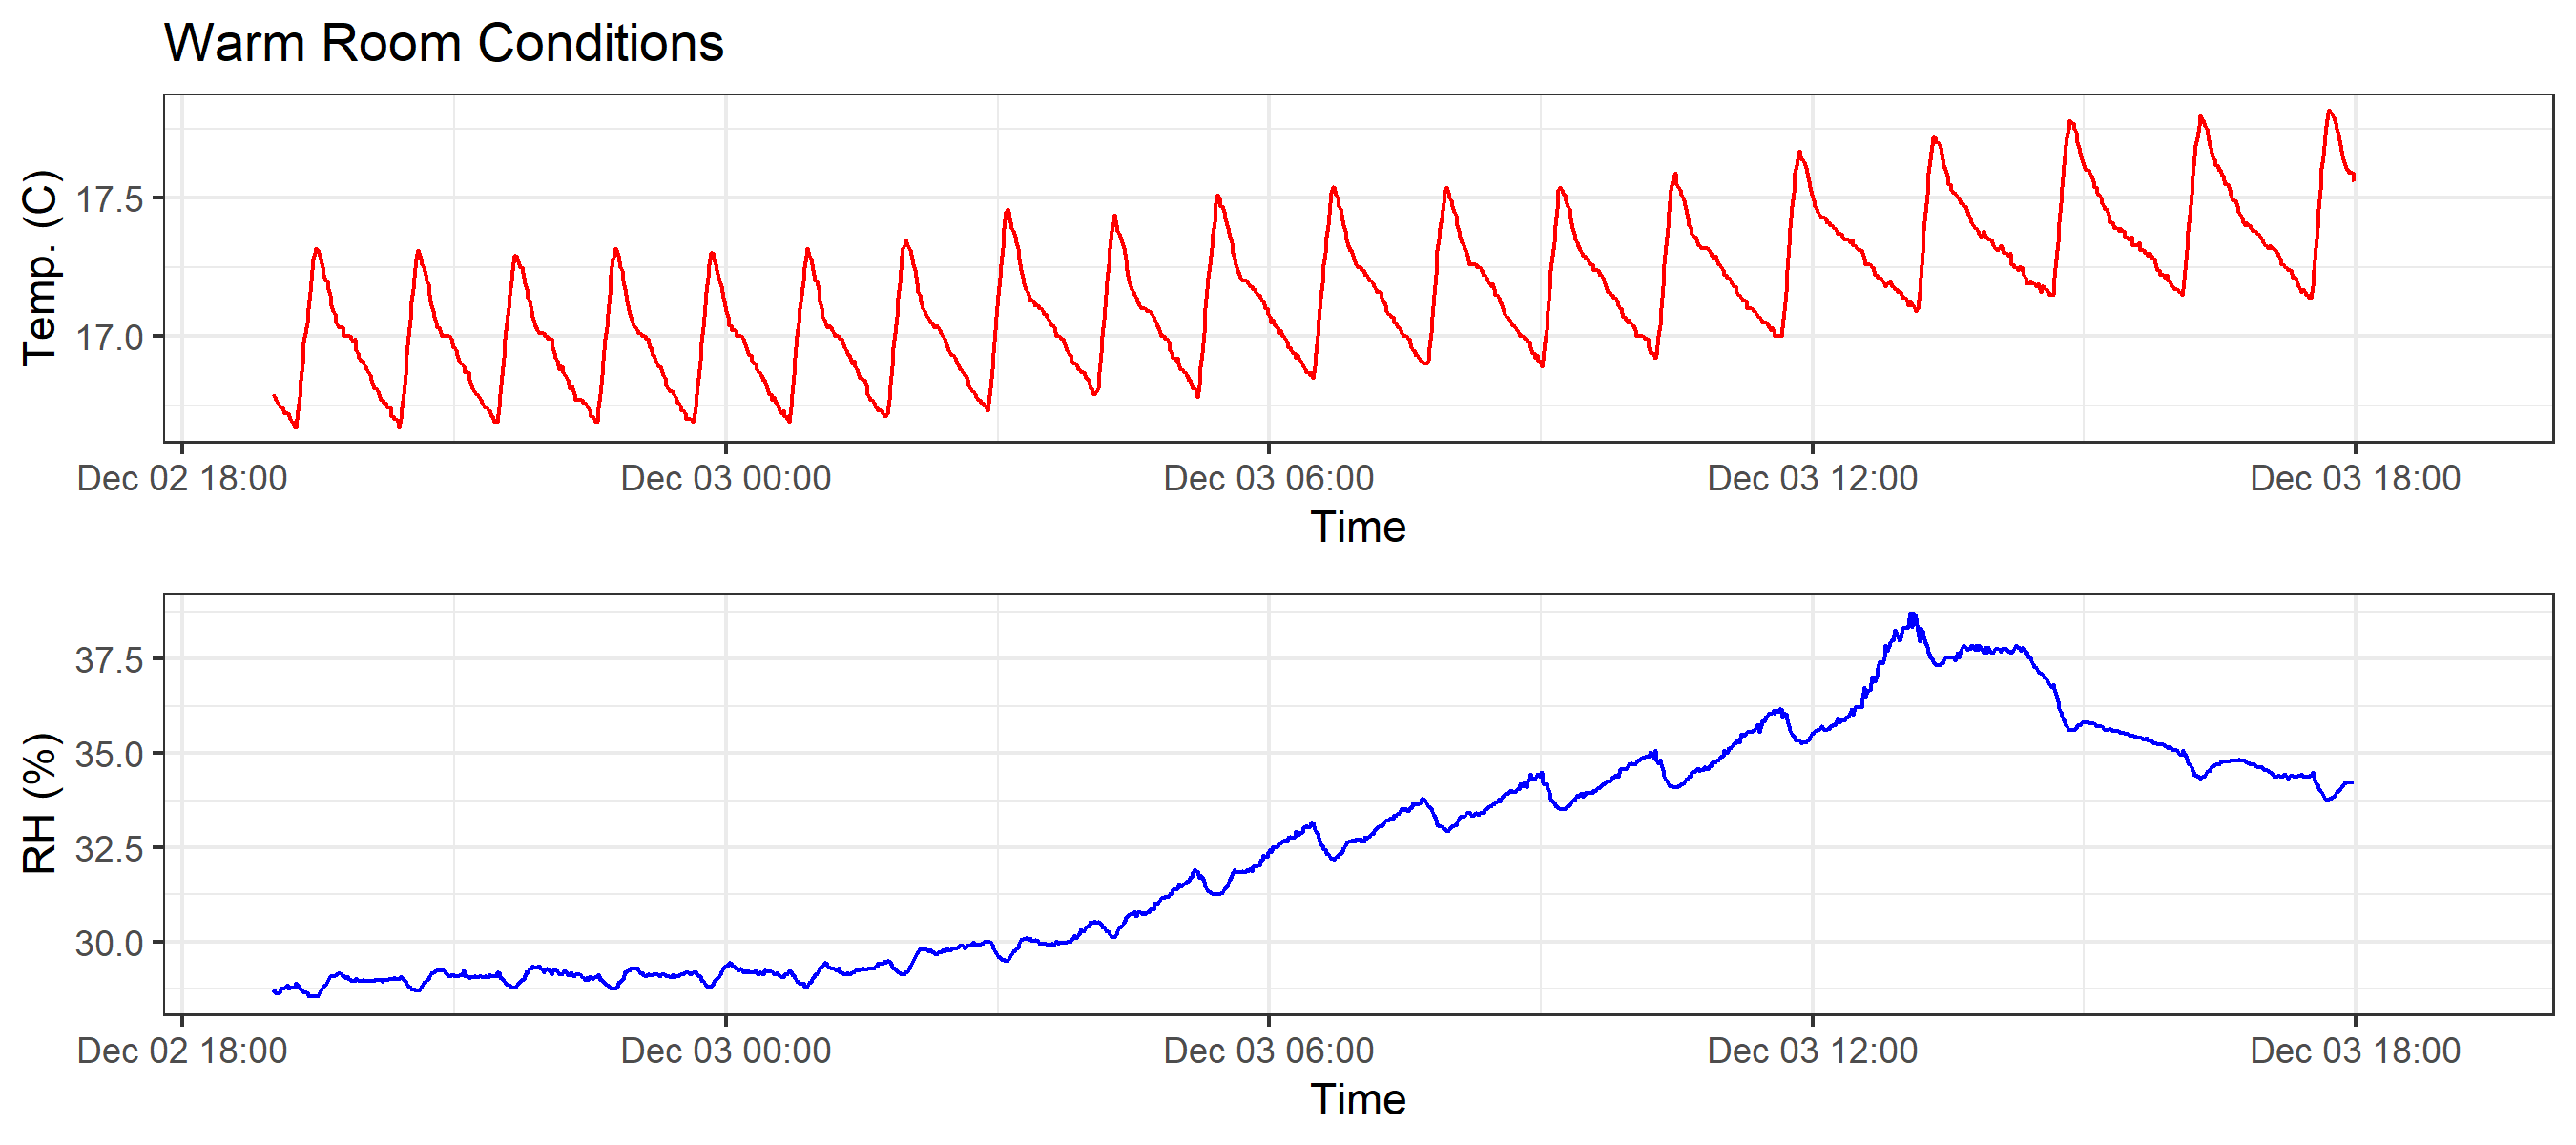 Warm Room Conditions
Temp. (C)
17.5
17.0
Dec 02 18:00 Dec 03 00:00 Dec 03 06:00 Dec 03 12:00 Dec 03 18:00
Time
RH (%)
37.5
35.0
32.5
30.0
Dec 02 18:00 Dec 03 00:00 Dec 03 06:00 Dec 03 12:00 Dec 03 18:00
Time